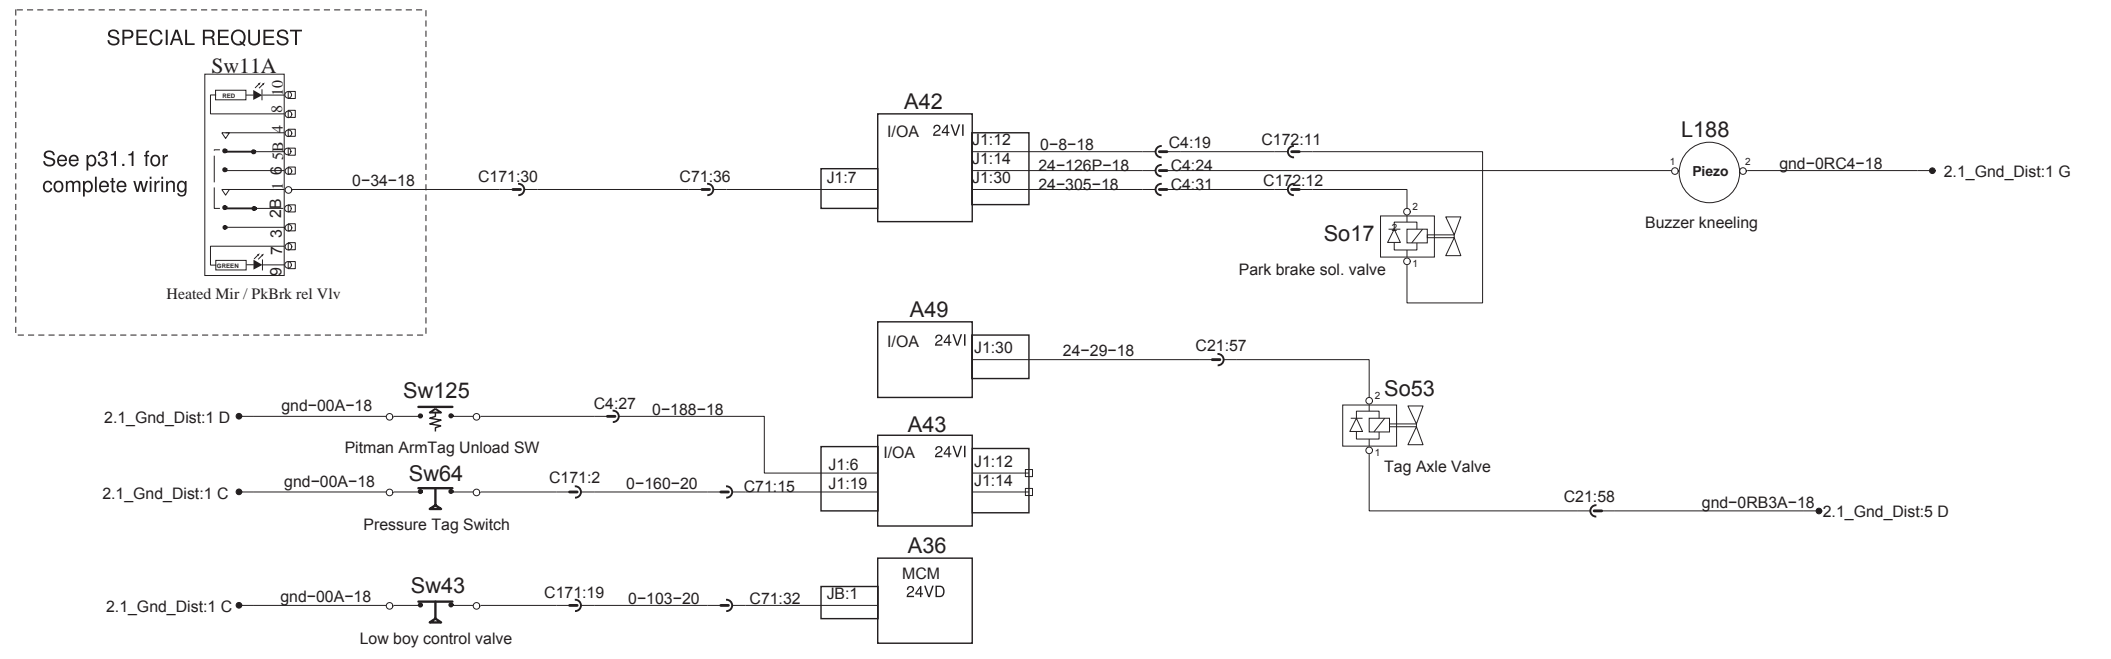 SPECIAL REQUEST
Sw11A
See p31.1 for
complete wiring
RED
10
8
4
5B
6
1
2B
3
7
9
GREEN
Heated Mir / PkBrk rel Vlv
0-34-18
C171:30
C71:36
A42
I/OA 24VI
J1:7
J1:12
J1:14
J1:30
0-8-18
C4:19
C172:11
24-126P-18
C4:24
24-305-18
C4:31
C172:12
2
So17
1
Park brake sol. valve
L188
1
Piezo
2
Buzzer kneeling
gnd-0RC4-18
2.1_Gnd_Dist:1 G
A49
I/OA 24VI
J1:30
24-29-18
C21:57
2
So53
1
Tag Axle Valve
C21:58
gnd-0RB3A-18
2.1_Gnd_Dist:5 D
2.1_Gnd_Dist:1 D
gnd-00A-18
Sw125
Pitman ArmTag Unload SW
C4:27
0-188-18
A43
I/OA 24VI
J1:6
J1:19
J1:12
J1:14
2.1_Gnd_Dist:1 C
gnd-00A-18
Sw64
Pressure Tag Switch
C171:2
0-160-20
C71:15
A36
MCM
24VD
JB:1
2.1_Gnd_Dist:1 C
gnd-00A-18
Sw43
Low boy control valve
C171:19
0-103-20
C71:32